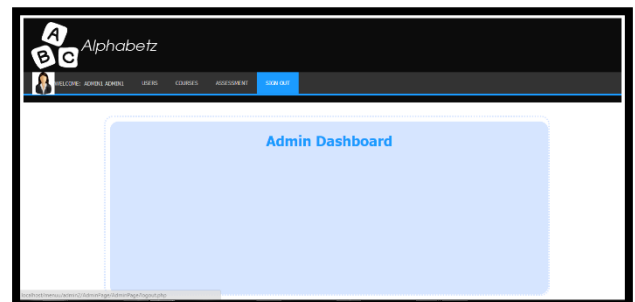 A
B C
Alphabetz
WELCOME: ADMIN1 ADMIN1 USERS COURSES ASSESSMENT SIGN OUT
Admin Dashboard